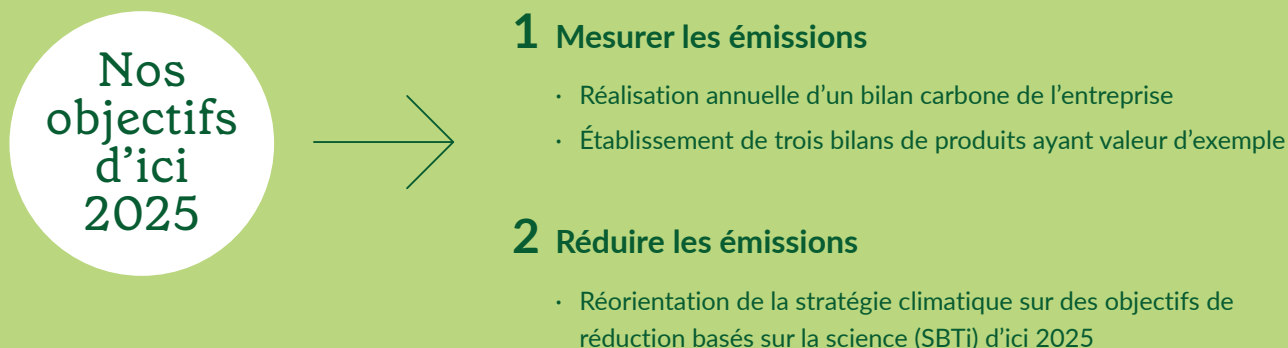 Nos
objectifs
d’ici
2025
1 Mesurer les émissions
· Réalisation annuelle d’un bilan carbone de l’entreprise
· Établissement de trois bilans de produits ayant valeur d’exemple
2 Réduire les émissions
· Réorientation de la stratégie climatique sur des objectifs de
réduction basés sur la science (SBTi) d’ici 2025